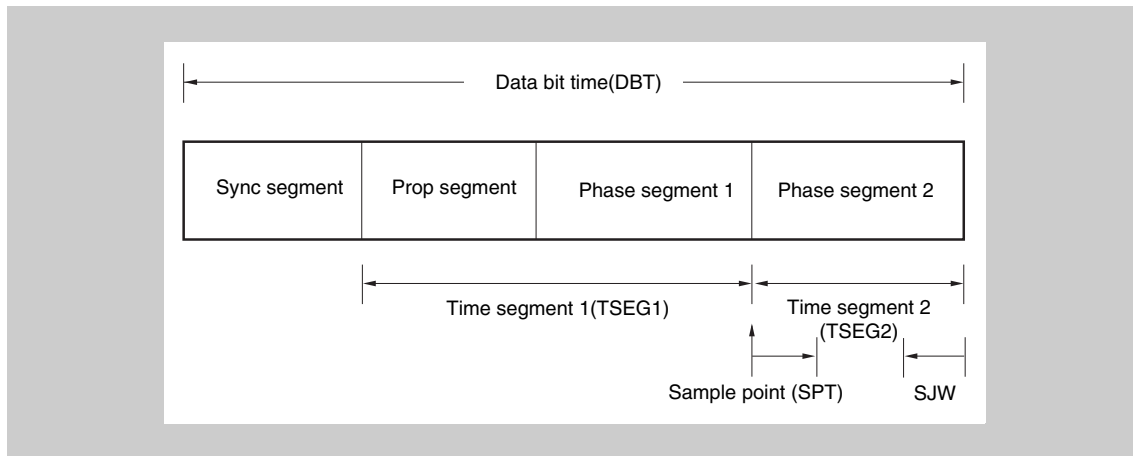 Data bit time(DBT)
Sync segment
Prop segment
Phase segment 1
Phase segment 2
Time segment 1(TSEG1)
Time segment 2
(TSEG2)
Sample point (SPT)
SJW